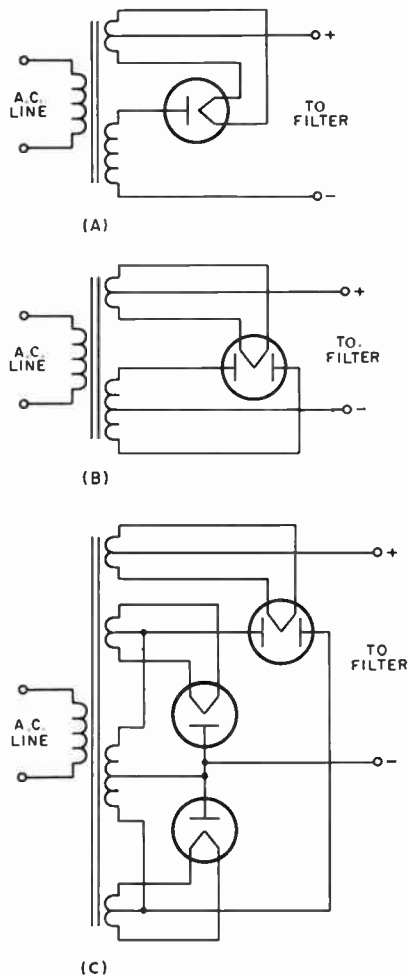 +
A.C.
LINE
TO
FILTER
−
(A)
+
A.C.
LINE
TO.
FILTER
−
(B)
+
TO
FILTER
A.C.
LINE
−
(C)